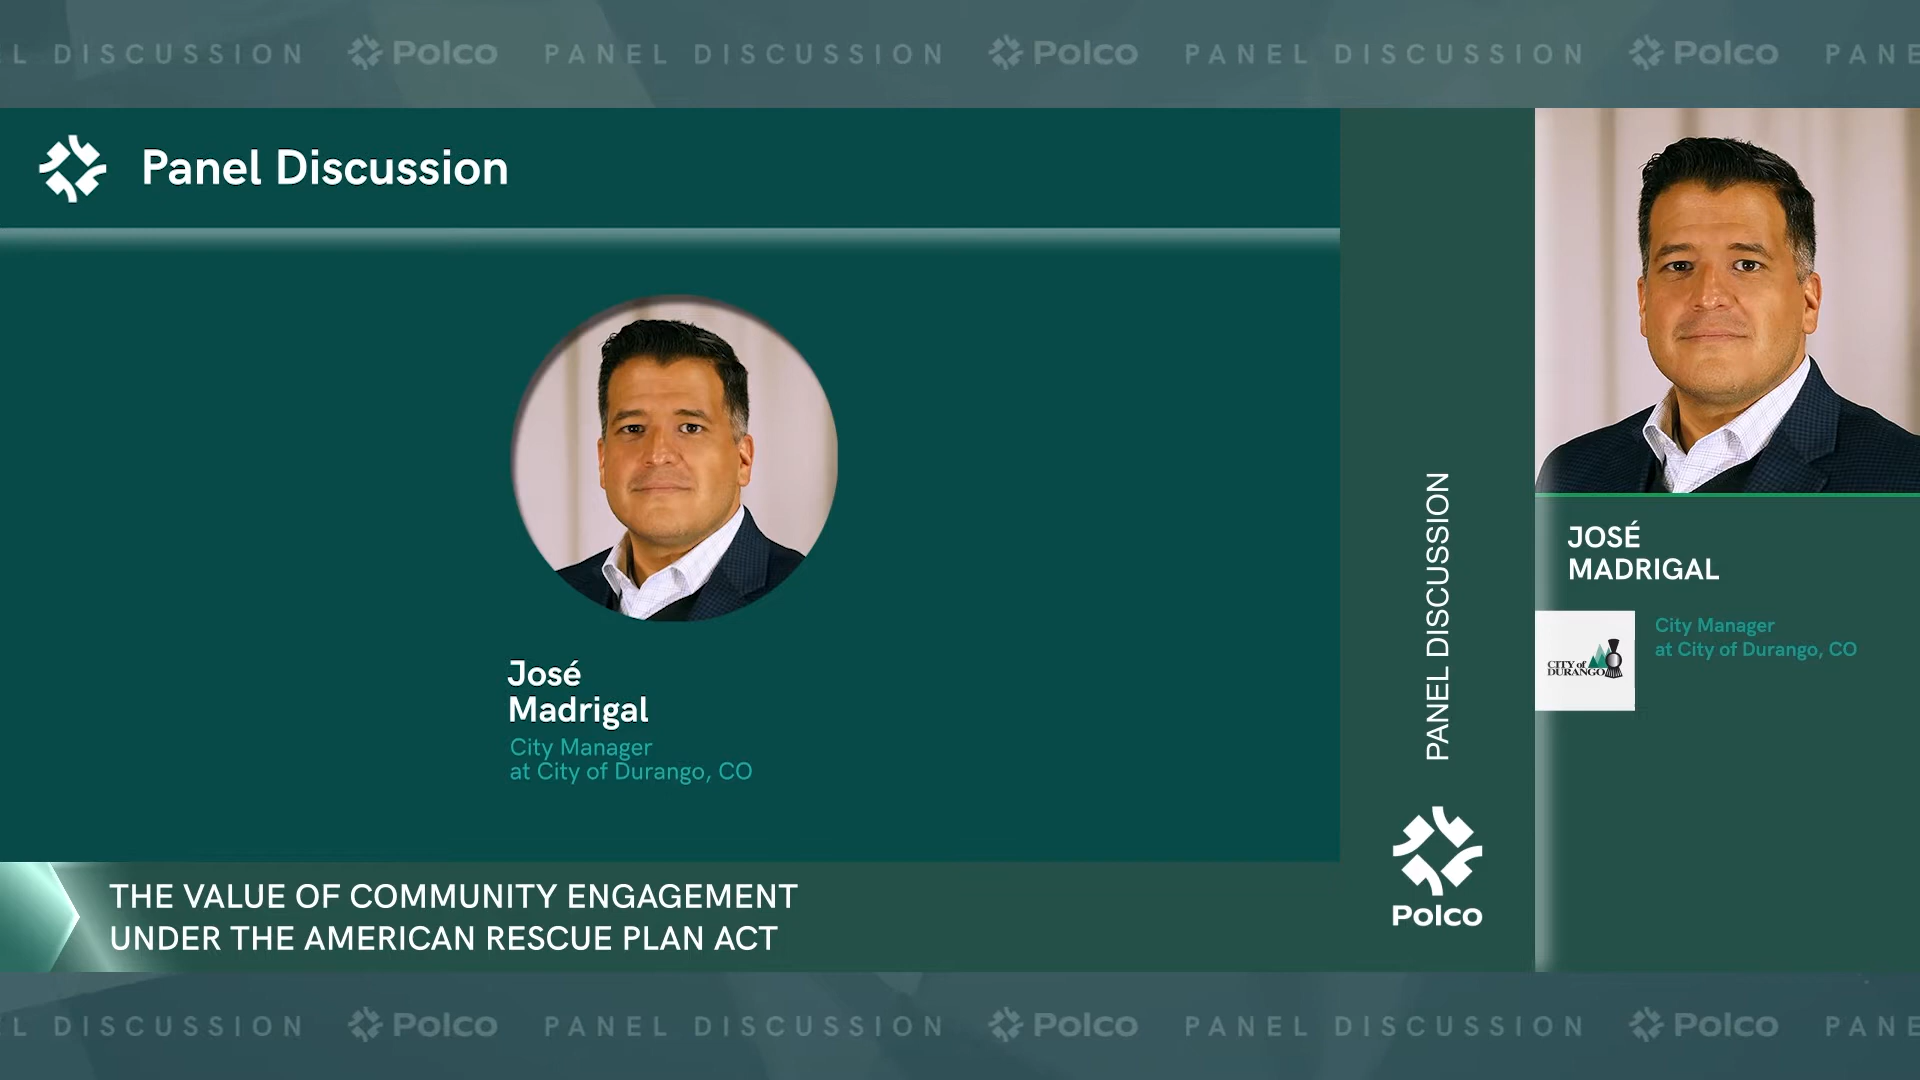 L DISCUSSION Polco PANEL DISCUSSION Polco PANEL DISCUSSION Polco PANE
Panel Discussion
José
Madrigal
City Manager
at City of Durango, CO
THE VALUE OF COMMUNITY ENGAGEMENT
UNDER THE AMERICAN RESCUE PLAN ACT
PANEL DISCUSSION
Polco
JOSÉ
MADRIGAL
CITY of
DURANGO
City Manager
at City of Durango, CO
L DISCUSSION Polco PANEL DISCUSSION Polco PANEL DISCUSSION Polco PANE